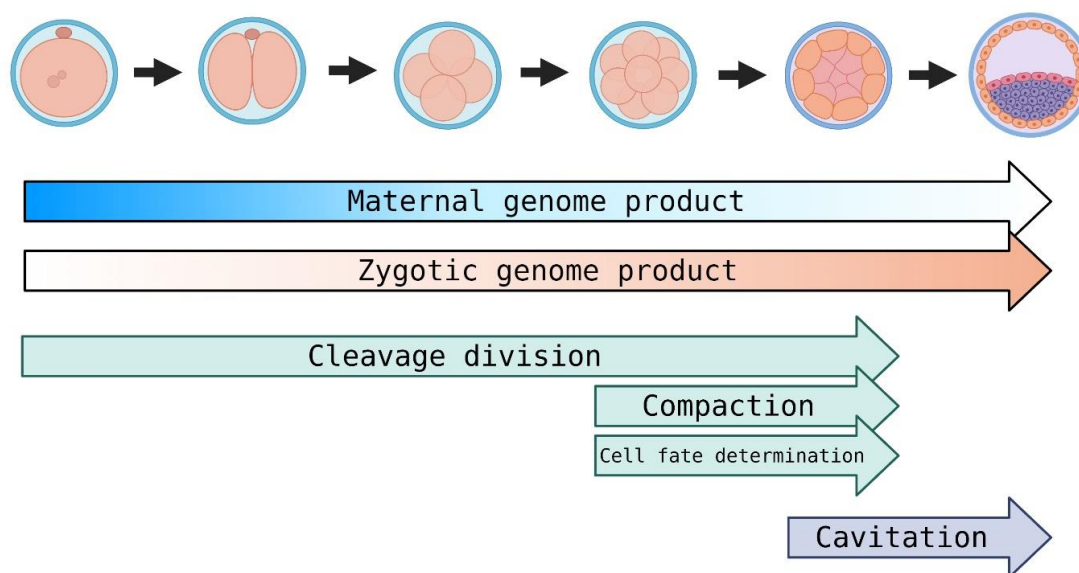 Maternal genome product
Zygotic genome product
Cleavage division
Compaction
Cell fate determination
Cavitation